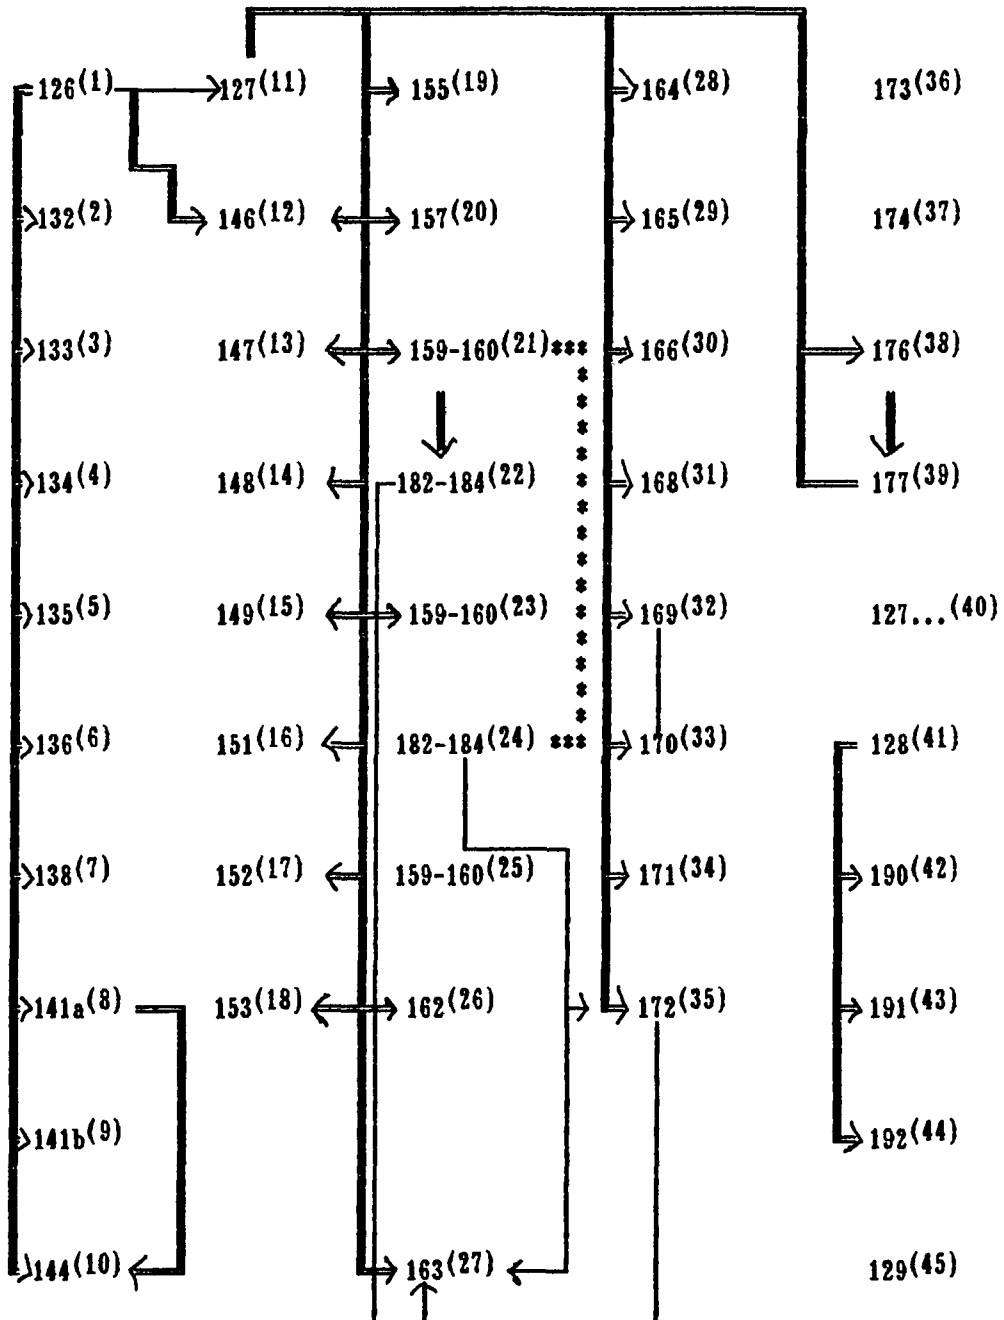 126(1) 127(11) 155(19) 164(28) 173(36)
132(2) 146(12) 157(20) 165(29) 174(37)
133(3) 147(13) 159-160(21)*** 166(30) 176(38)
134(4) 148(14) 182-184(22) 168(31) 177(39)
135(5) 149(15) 159-160(23) 169(32) 127...(40)
136(6) 151(16) 182-184(24) *** 170(33) 128(41)
138(7) 152(17) 159-160(25) 171(34) 190(42)
141a(8) 153(18) 162(26) 172(35) 191(43)
141b(9) 192(44)
144(10) 163(27) 129(45)